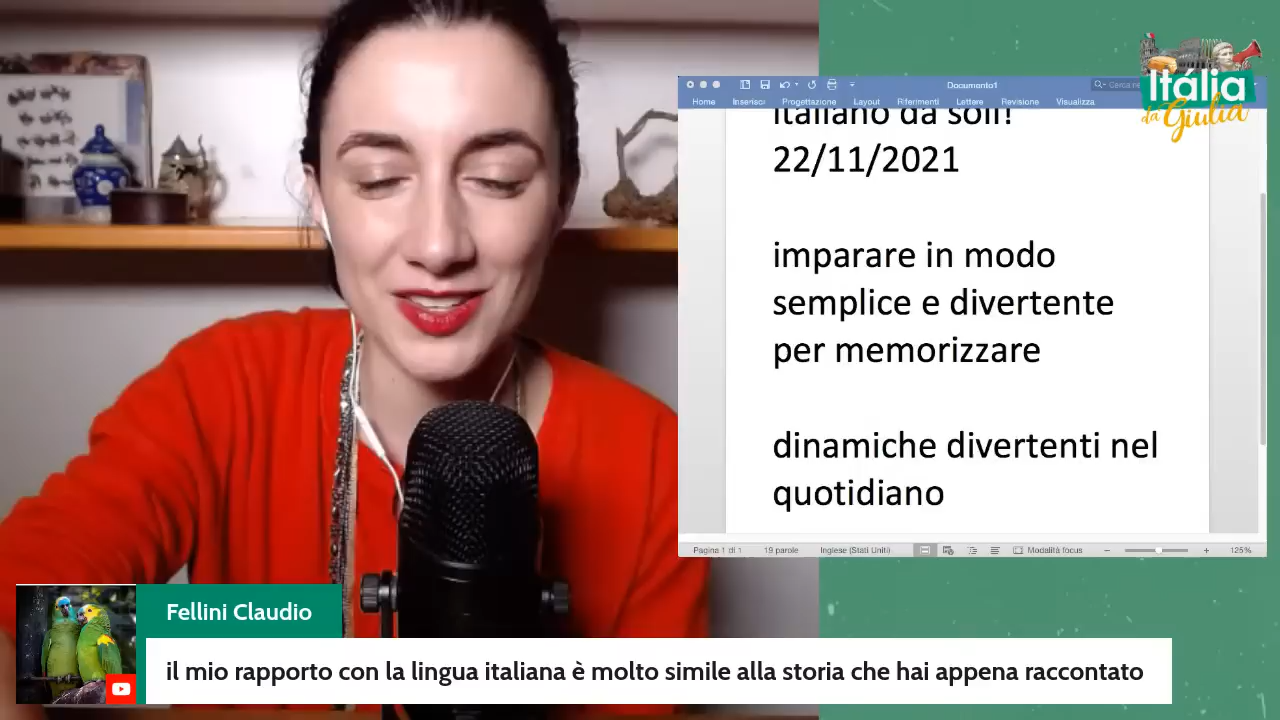 Documento1
Cerca ne
Home Inserisci Progettazione Layout Riferimenti Lettere Revisione Visualizza
Itália
da Giulia
italiano da soli!
22/11/2021
imparare in modo
semplice e divertente
per memorizzare
dinamiche divertenti nel
quotidiano
Pagina 1 di 1 19 parole Inglese (Stati Uniti) Modalità focus 125%
Fellini Claudio
il mio rapporto con la lingua italiana è molto simile alla storia che hai appena raccontato